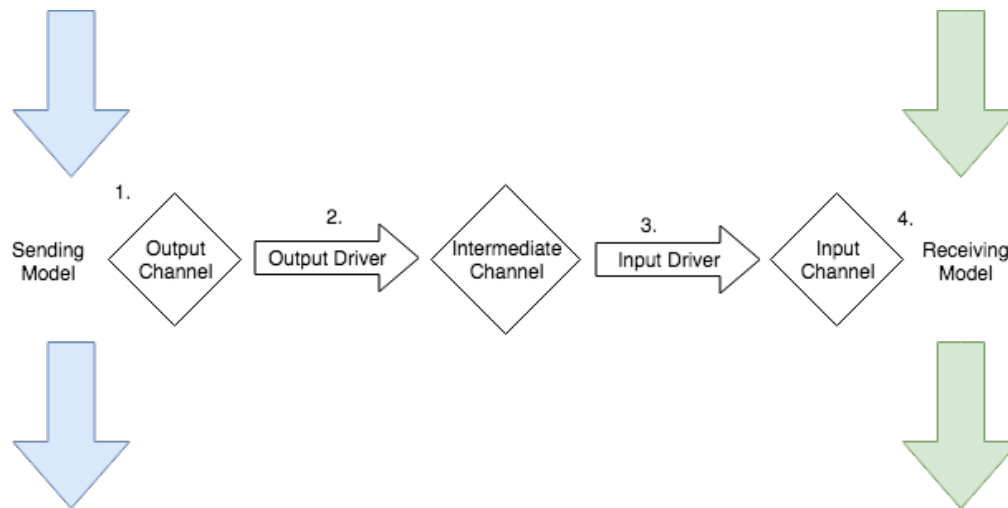 1.
Sending
Model
Output
Channel
2.
Output Driver
Intermediate
Channel
3.
Input Driver
Input
Channel
4.
Receiving
Model